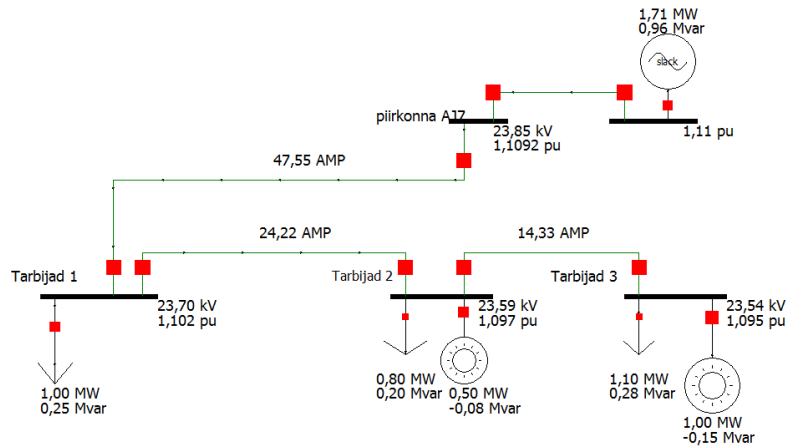 1,71 MW
0,96 Mvar
slack
piirkonna AJ7
23,85 kV
1,1092 pu
1,11 pu
47,55 AMP
24,22 AMP
14,33 AMP
Tarbijad 1
Tarbijad 2
Tarbijad 3
23,70 kV
1,102 pu
23,59 kV
1,097 pu
23,54 kV
1,095 pu
1,00 MW
0,25 Mvar
0,80 MW
0,20 Mvar
0,50 MW
-0,08 Mvar
1,10 MW
0,28 Mvar
1,00 MW
-0,15 Mvar